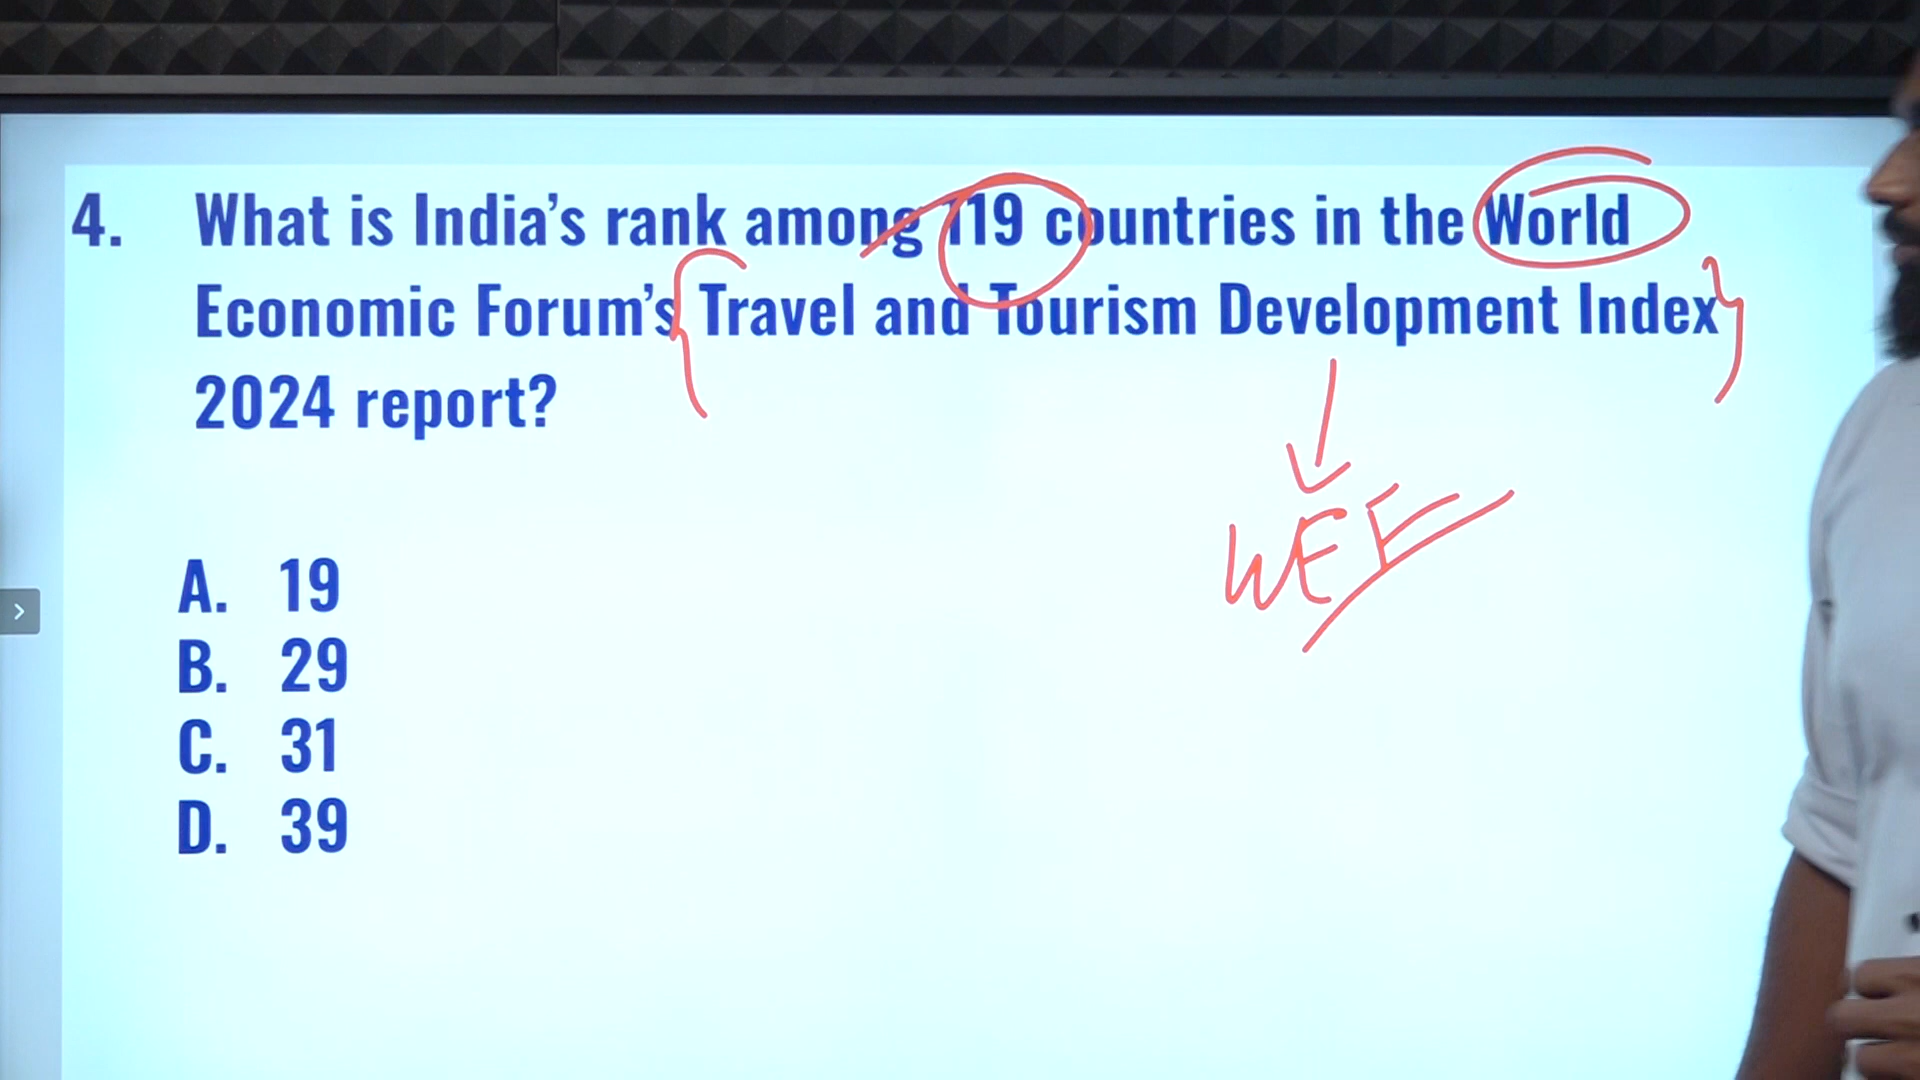 4. What is India's rank among 119 countries in the World
Economic Forum's Travel and Tourism Development Index
2024 report?
WEF
A. 19
B. 29
C. 31
D. 39